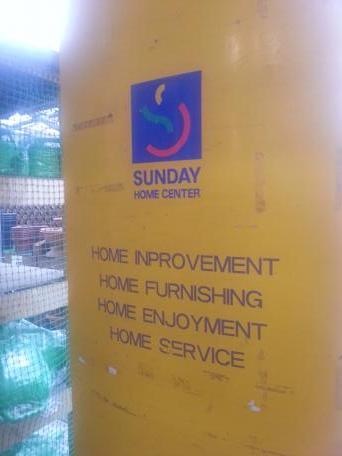 SUNDAY
HOME CENTER
HOME INPROVEMENT
HOME FURNISHING
HOME ENJOYMENT
HOME SERVICE